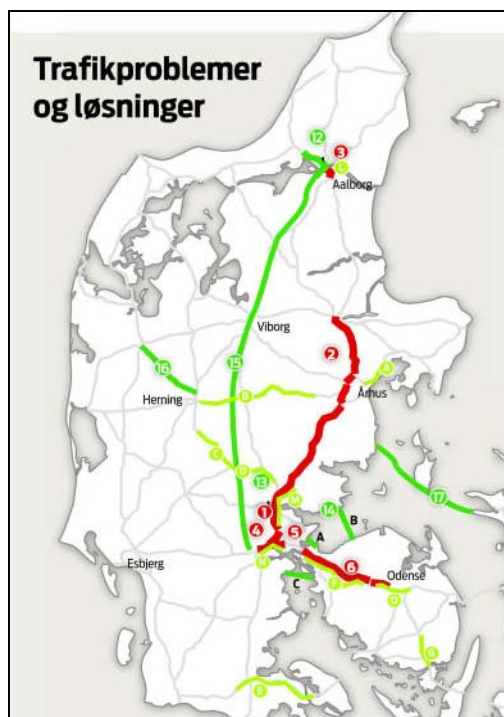 Trafikproblemer
og løsninger
12
3
L
Aalborg
Viborg
2
15
16
A
Århus
Herning
B
C
D
13
M
17
1
14
B
4
5
A
N
6
Esbjerg
Odense
C
F
O
G
E